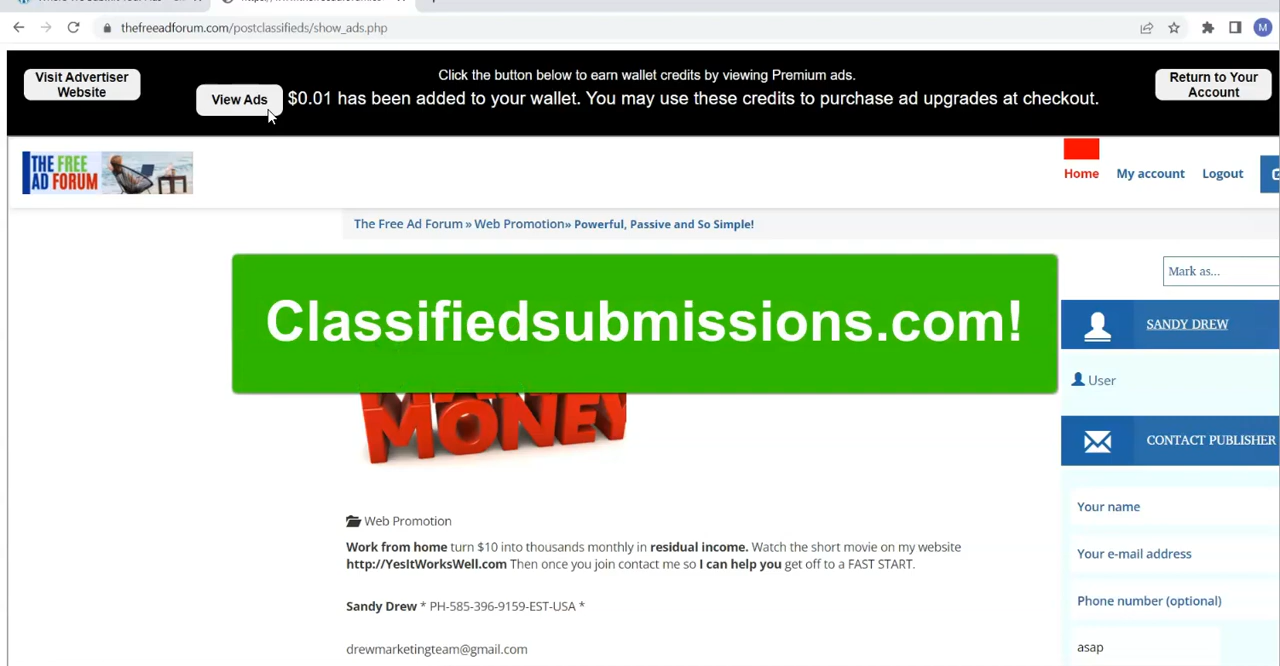 thefreeadforum.com/postclassifieds/show_ads.php
M
Visit Advertiser
Website
View Ads
Click the button below to earn wallet credits by viewing Premium ads.
$0.01 has been added to your wallet. You may use these credits to purchase ad upgrades at checkout.
Return to Your
Account
THE FREE
AD FORUM
Home
My account
Logout
The Free Ad Forum » Web Promotion» Powerful, Passive and So Simple!
Mark as...
Classifiedsubmissions.com!
SANDY DREW
User
MONEY
CONTACT PUBLISHER
Web Promotion
Your name
Work from home turn $10 into thousands monthly in residual income. Watch the short movie on my website
http://YesItWorksWell.com Then once you join contact me so I can help you get off to a FAST START.
Your e-mail address
Sandy Drew * PH-585-396-9159-EST-USA *
Phone number (optional)
drewmarketingteam@gmail.com
asap